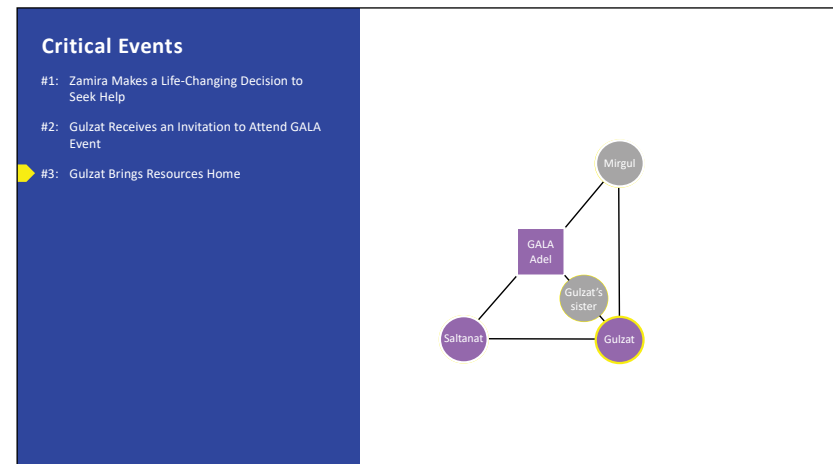 Critical Events
#1: Zamira Makes a Life-Changing Decision to
Seek Help
#2: Gulzat Receives an Invitation to Attend GALA
Event
#3: Gulzat Brings Resources Home
Mirgul
GALA
Adel
Gulzat's
sister
Saltanat
Gulzat